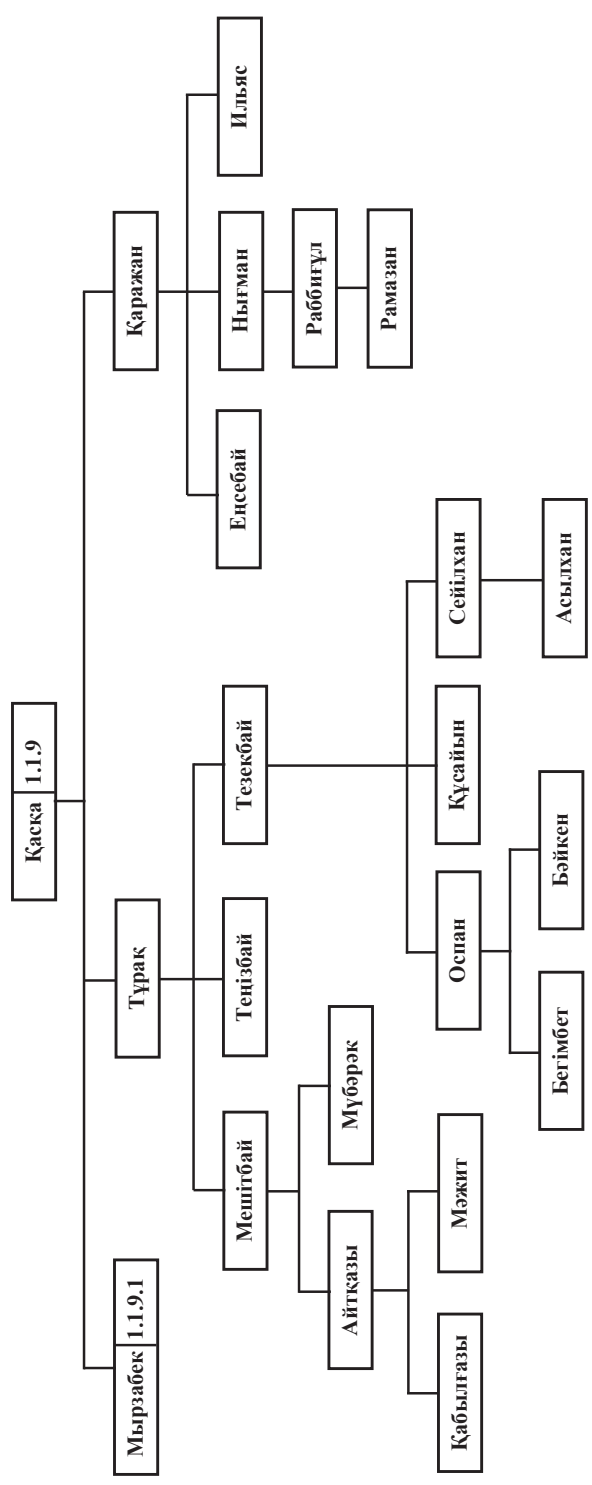 Қасқа 1.1.9
Мырзабек 1.1.9.1
Тұрақ
Қаражан
Мешітбай
Теңізбай
Тезекбай
Еңсебай
Нығман
Ильяс
Айтқазы
Мүбәрәк
Раббиғұл
Қабылғазы
Мәжит
Оспан
Құсайын
Сейілхан
Рамазан
Бегімбет
Бәйкен
Асылхан